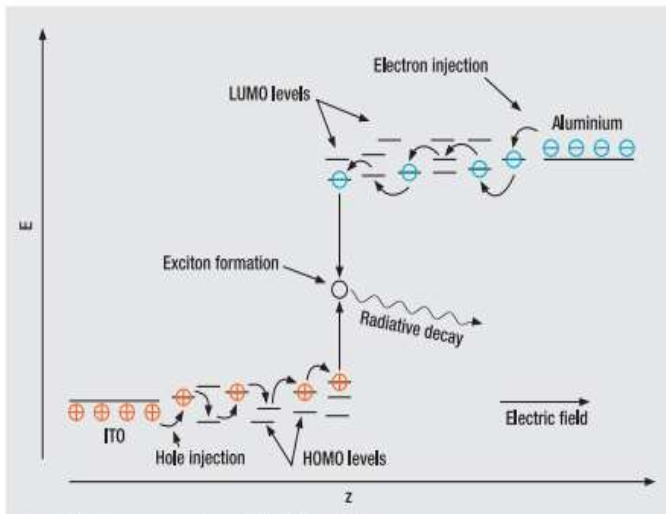 Electron injection
LUMO levels
Aluminium
E
Exciton formation
Radiative decay
Electric field
ITO
Hole injection
HOMO levels
z